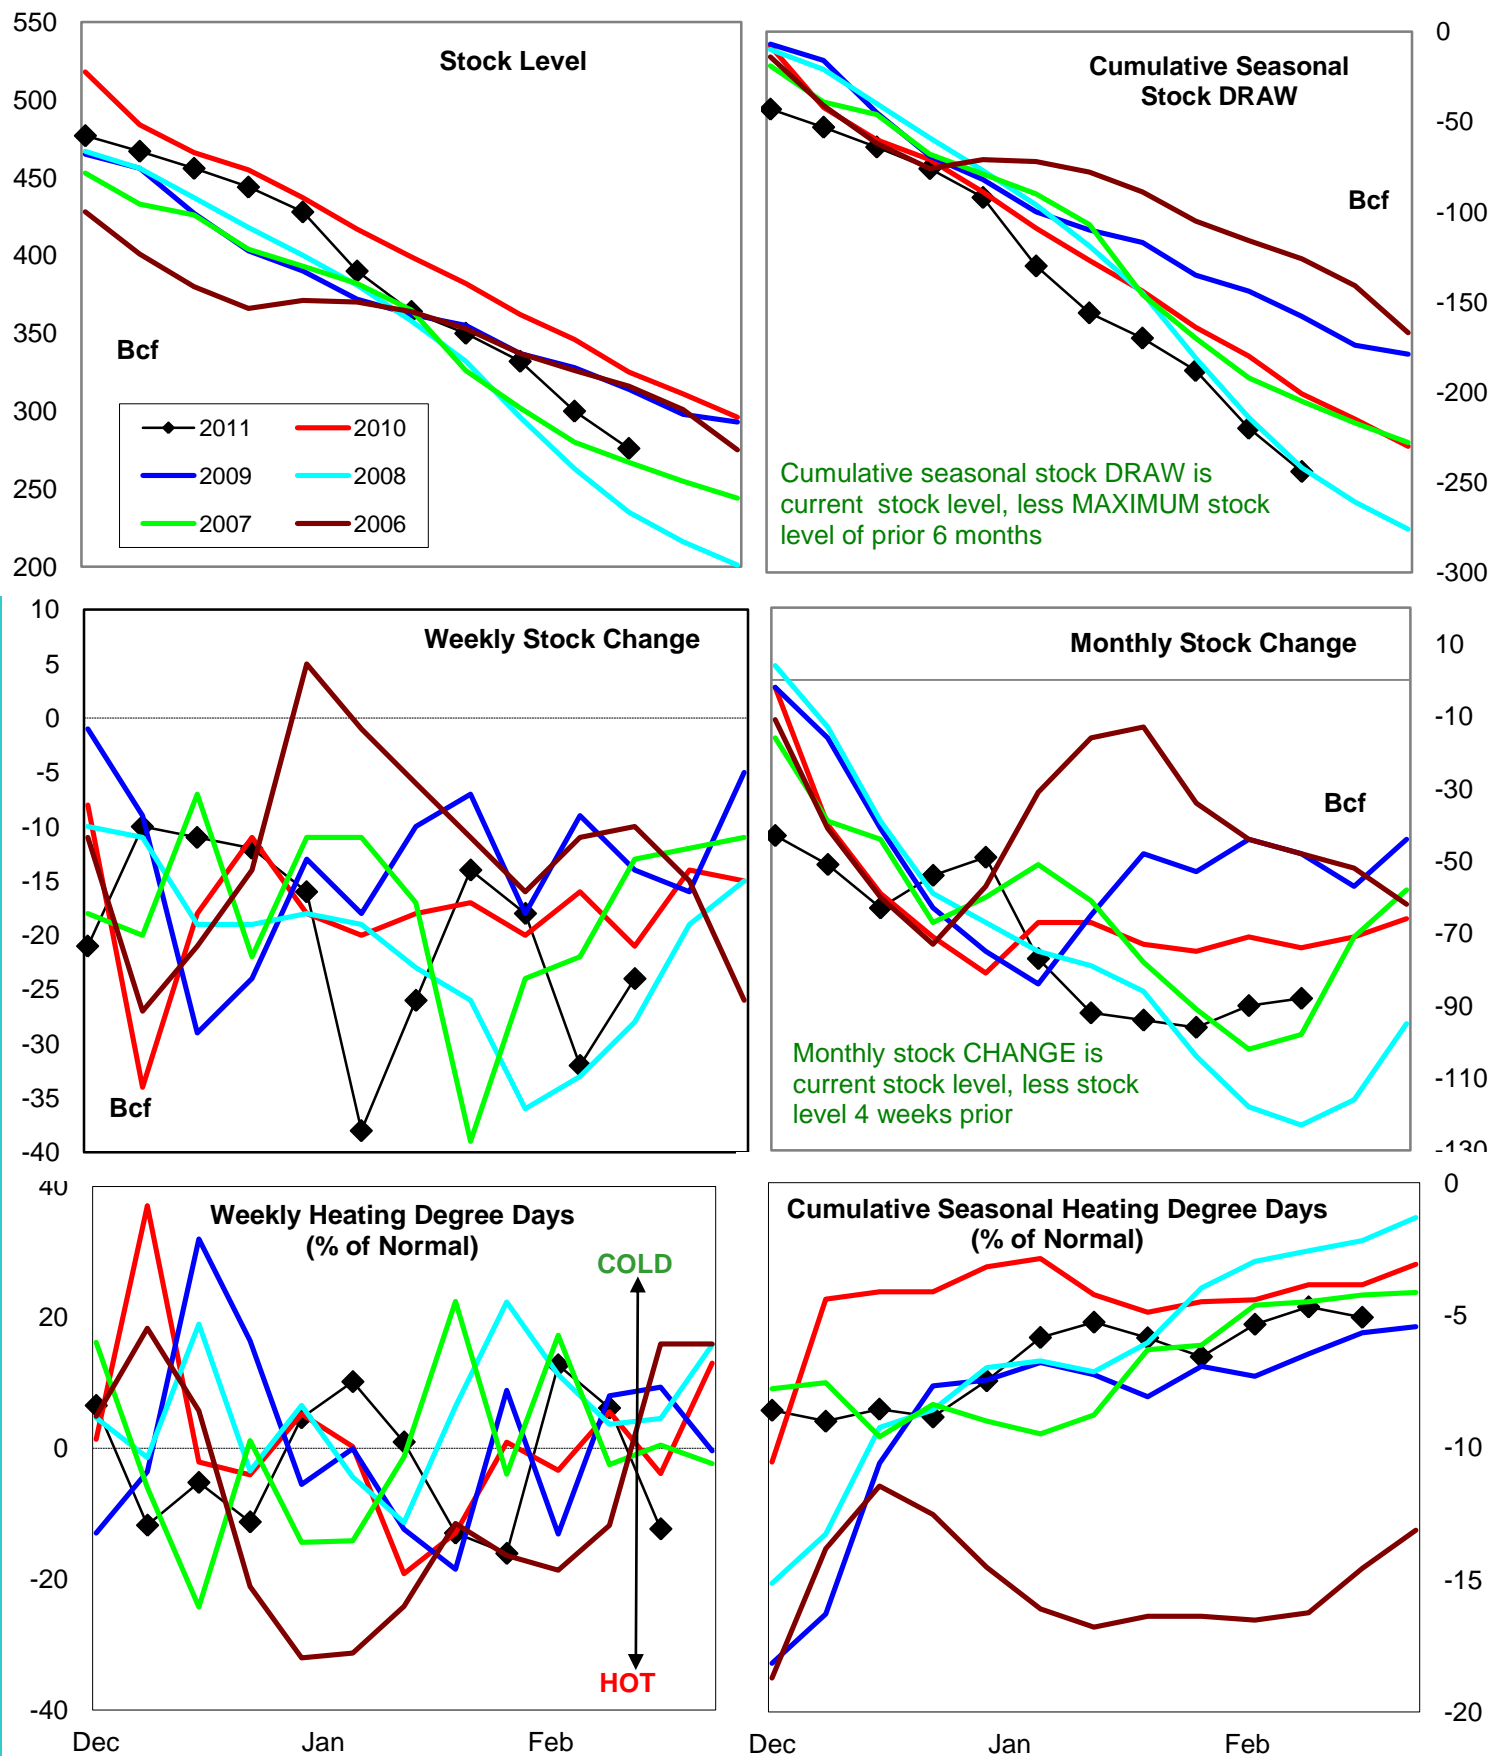 Stock Level
550
500
450
400
350
300
250
200
Bcf
2011
2010
2009
2008
2007
2006
Cumulative Seasonal
Stock DRAW
0
-50
-100
-150
-200
-250
-300
Bcf
Cumulative seasonal stock DRAW is
current stock level, less MAXIMUM stock
level of prior 6 months
Weekly Stock Change
10
5
0
-5
-10
-15
-20
-25
-30
-35
-40
Bcf
Monthly Stock Change
10
-10
-30
-50
-70
-90
-110
-130
Bcf
Monthly stock CHANGE is
current stock level, less stock
level 4 weeks prior
Weekly Heating Degree Days
(% of Normal)
40
20
0
-20
-40
COLD
HOT
Dec
Jan
Feb
Cumulative Seasonal Heating Degree Days
(% of Normal)
0
-5
-10
-15
-20
Dec
Jan
Feb